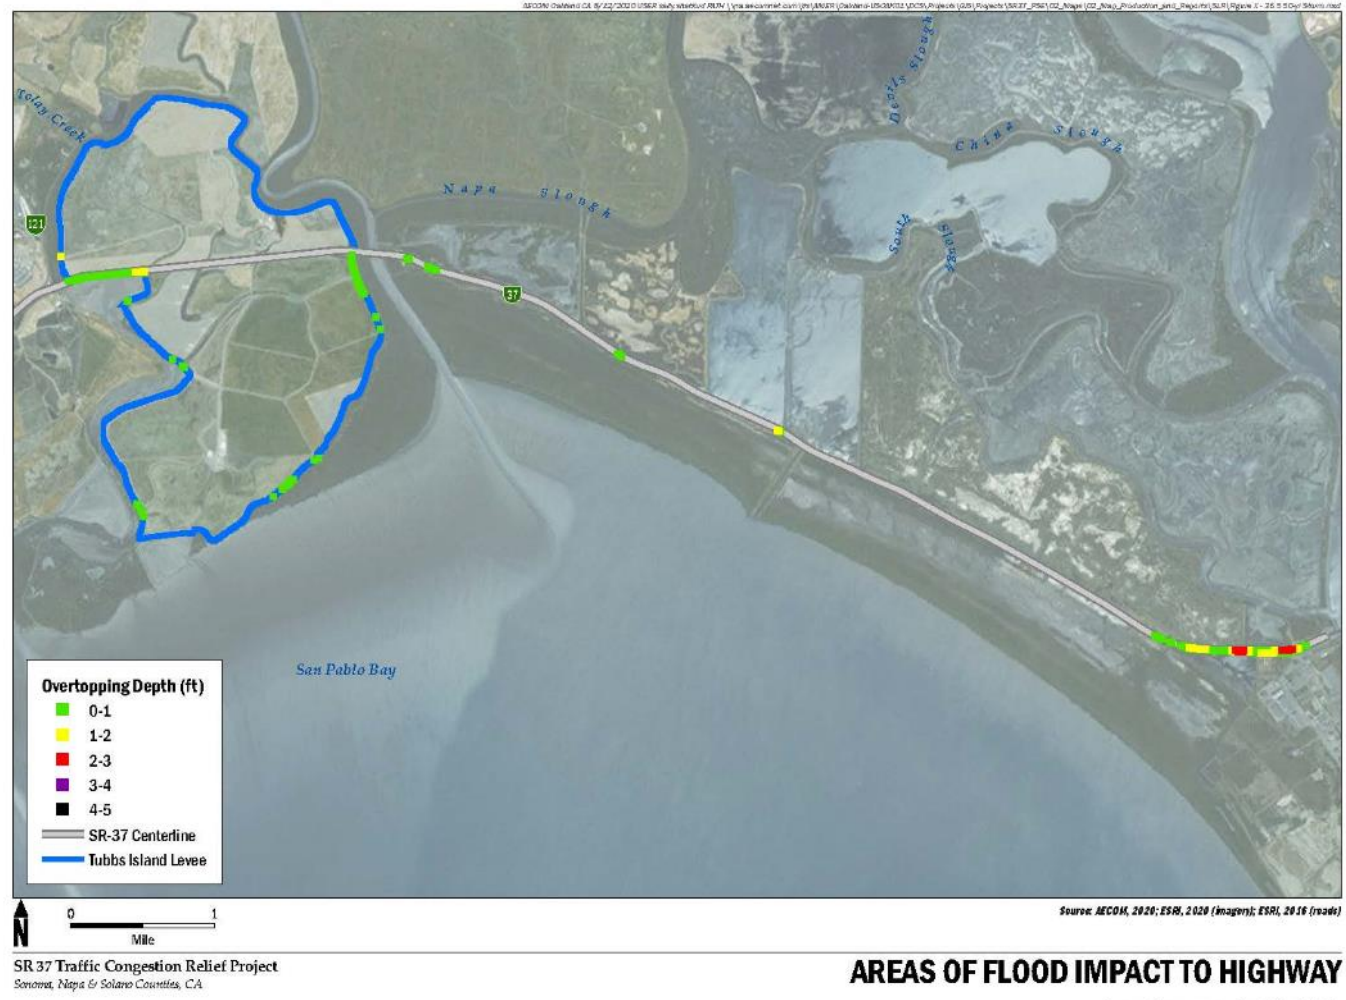 Tolay Creek
Devils Slough
China Slough
Napa Slough
121
South Slough
37
San Pablo Bay
Overtopping Depth (ft)
0-1
1-2
2-3
3-4
4-5
SR-37 Centerline
Tubbs Island Levee
N
0 1
Mile
Source: AECOM, 2020; ESRI, 2020 (imagery); ESRI, 2016 (roads)
SR 37 Traffic Congestion Relief Project
Sonoma, Napa & Solano Counties, CA
AREAS OF FLOOD IMPACT TO HIGHWAY